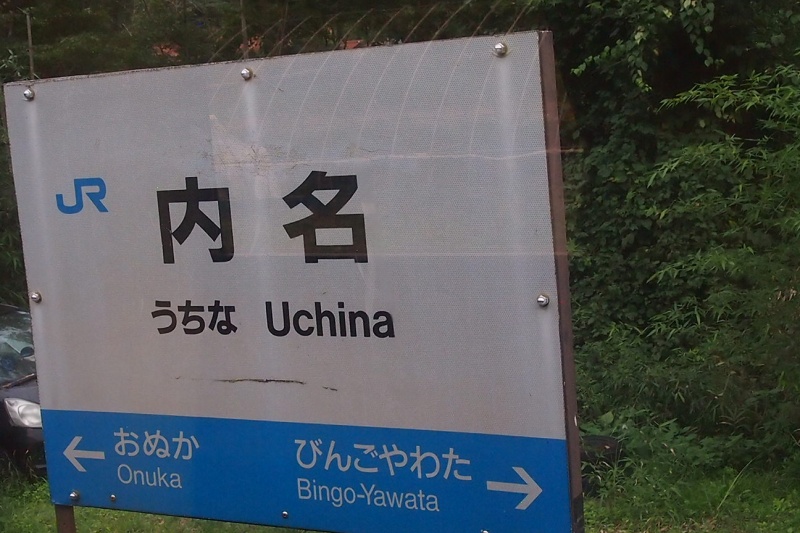 JR
内名
うちな Uchina
← おぬか びんごやわた →
Onuka Bingo-Yawata